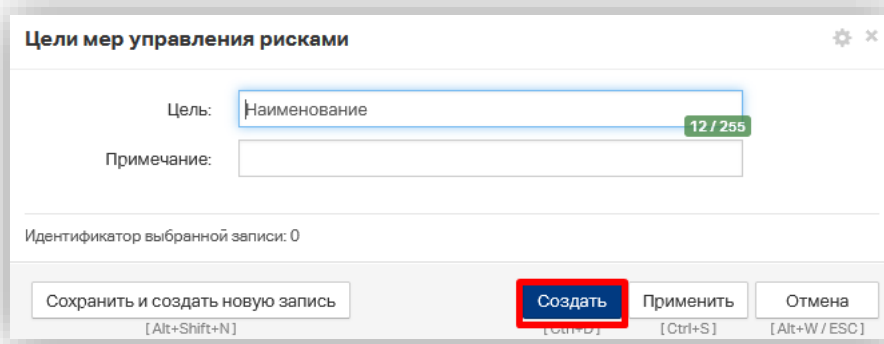 Цели мер управления рисками
Цель: Наименование
12 / 255
Примечание:
Идентификатор выбранной записи: 0
Сохранить и создать новую запись Создать Применить Отмена
[Alt+Shift+N] [Ctrl+D] [Ctrl+S] [Alt+W / ESC]